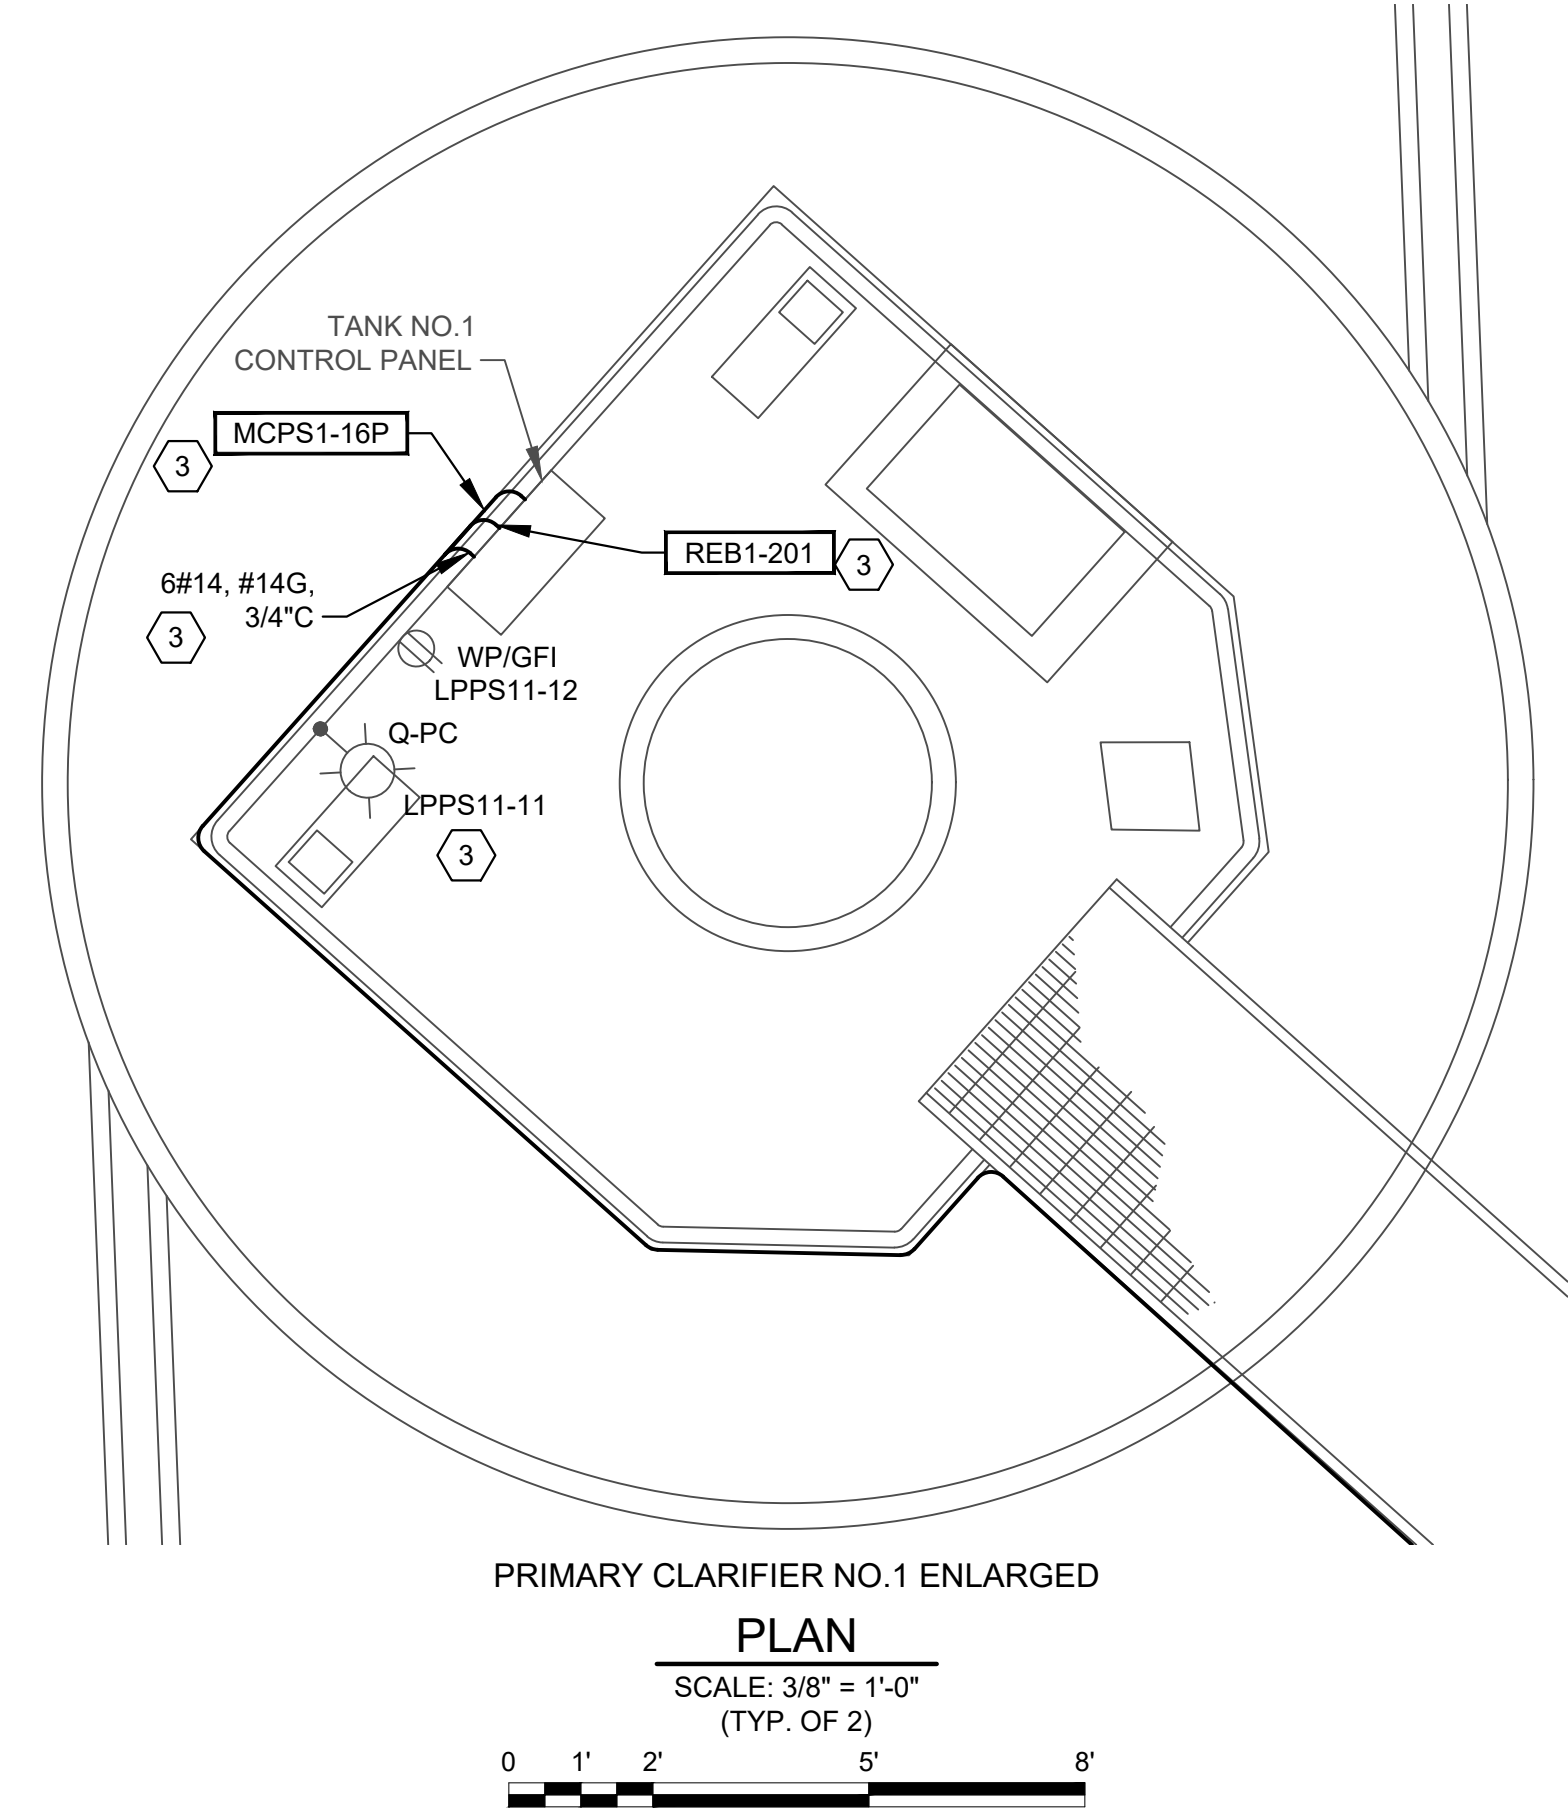 TANK NO.1
CONTROL PANEL
MCPS1-16P
3
REB1-201
3
6#14, #14G,
3/4"C
3
WP/GFI
LPPS11-12
Q-PC
LPPS11-11
3
PRIMARY CLARIFIER NO.1 ENLARGED
PLAN
SCALE: 3/8" = 1'-0"
(TYP. OF 2)
0 1' 2' 5' 8'